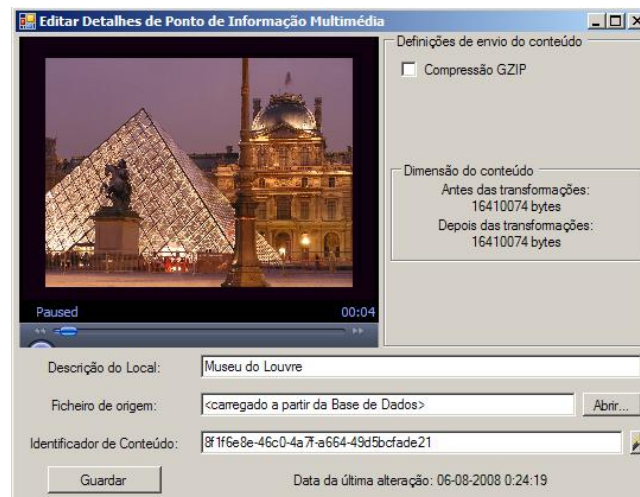 Editar Detalhes de Ponto de Informação Multimédia
Definições de envio do conteúdo
Compressão GZIP
Dimensão do conteúdo
Antes das transformações:
16410074 bytes
Depois das transformações:
16410074 bytes
Paused 00:04
Descrição do Local: Museu do Louvre
Ficheiro de origem: <carregado a partir da Base de Dados> Abrir...
Identificador de Conteúdo: 8f1f6e8e-46c0-4a7f-a664-49d5bcfade21
Guardar Data da última alteração: 06-08-2008 0:24:19